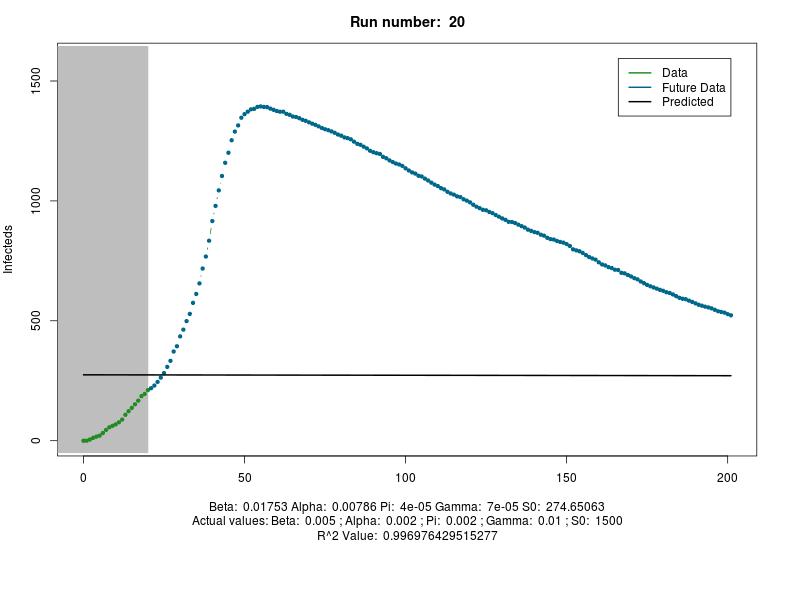 Run number: 20
Data
Future Data
Predicted
Infecteds
1500
1000
500
0
0 50 100 150 200
Beta: 0.01753 Alpha: 0.00786 Pi: 4e-05 Gamma: 7e-05 S0: 274.65063
Actual values: Beta: 0.005 ; Alpha: 0.002 ; Pi: 0.002 ; Gamma: 0.01 ; S0: 1500
R^2 Value: 0.996976429515277